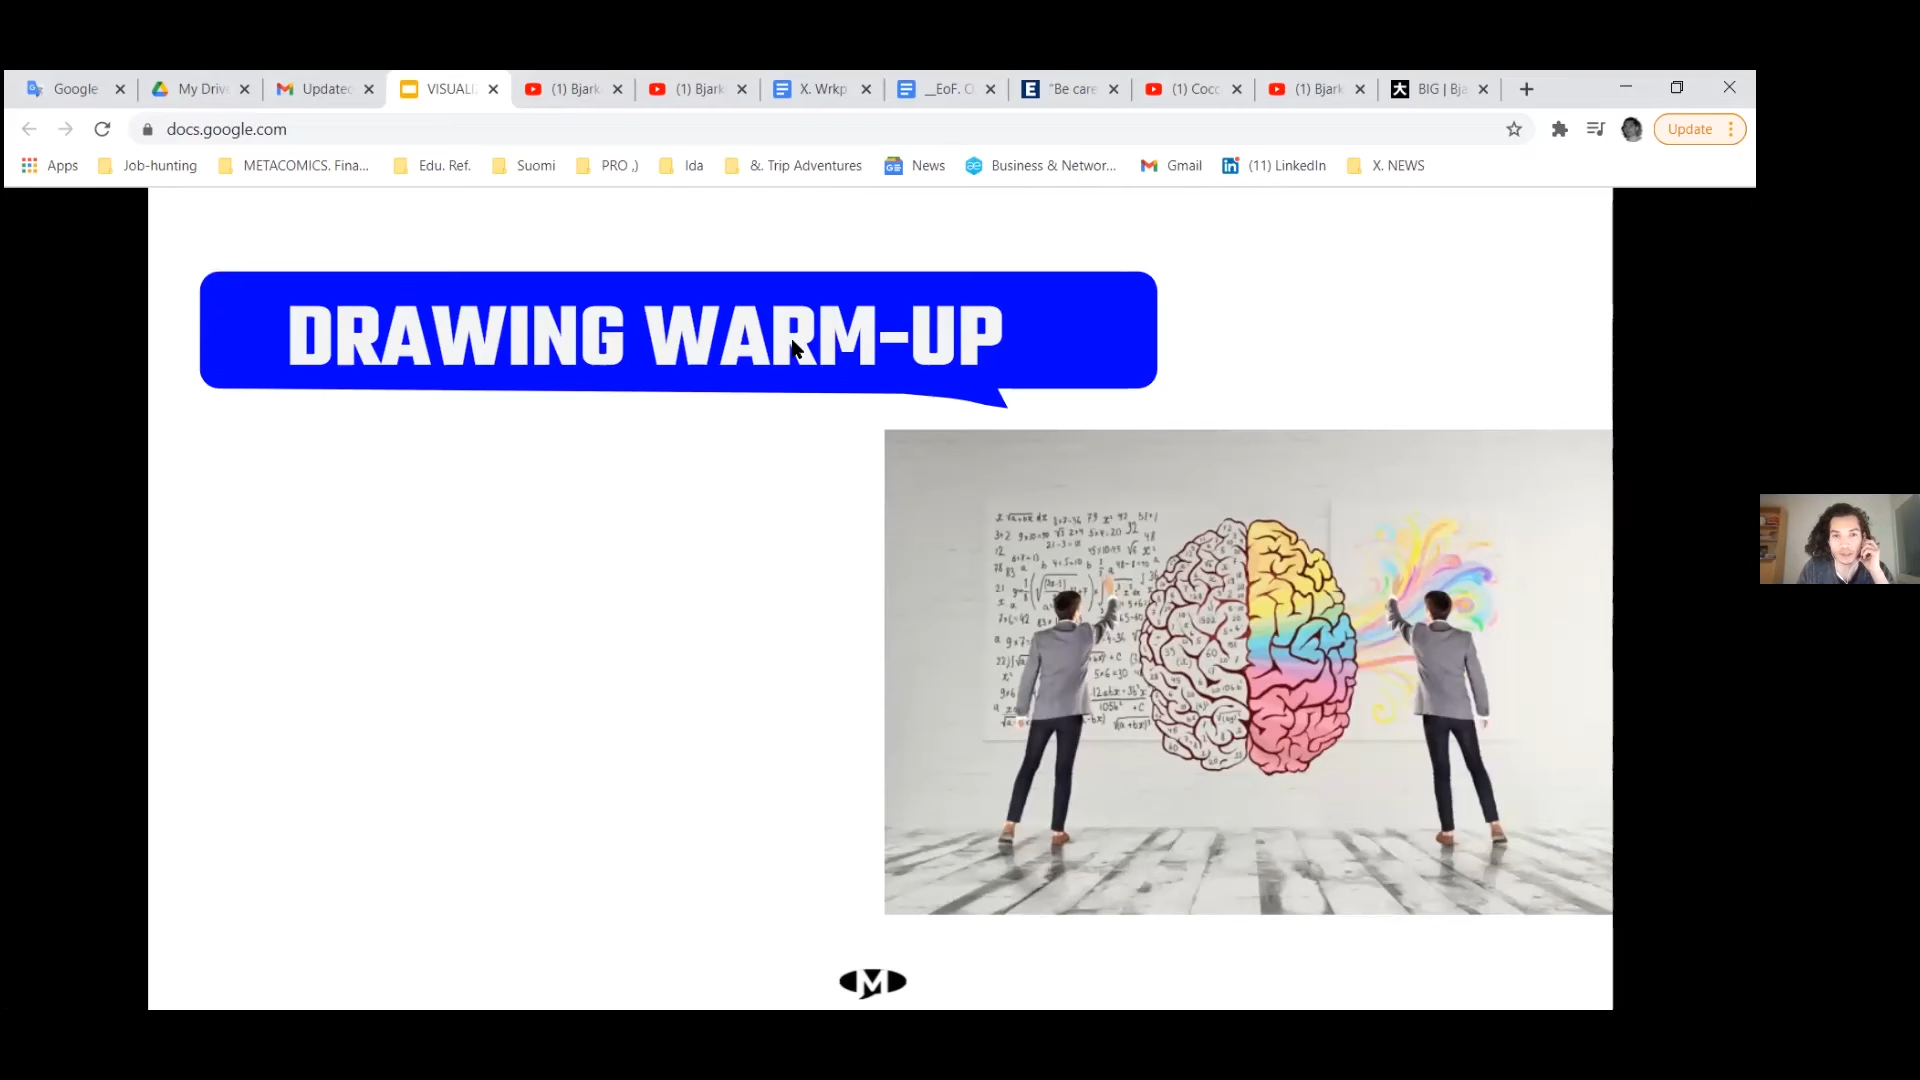 Google
My Driv
Updated
VISUALI
(1) Bjark
(1) Bjark
X. Wrkp
__EoF. O
"Be care
(1) Cocc
(1) Bjark
BIG | Bja
docs.google.com
Update
Apps
Job-hunting
METACOMICS. Fina...
Edu. Ref.
Suomi
PRO ,)
Ida
&. Trip Adventures
News
Business & Networ...
Gmail
(11) LinkedIn
X. NEWS
DRAWING WARM-UP
M